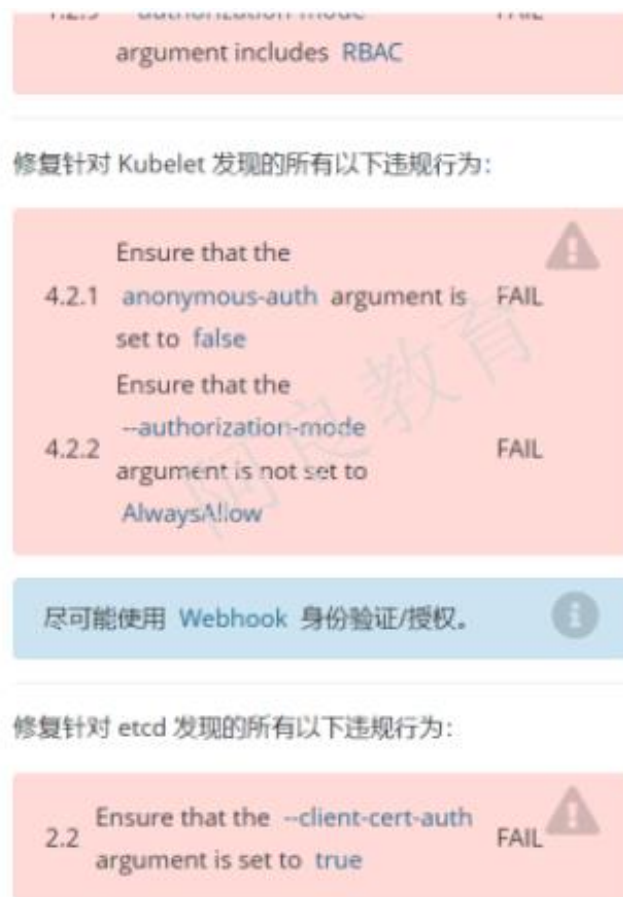 argument includes RBAC
修复针对 Kubelet 发现的所有以下违规行为:
Ensure that the
4.2.1 anonymous-auth argument is FAIL
set to false
Ensure that the
--authorization-mode
4.2.2 FAIL
argument is not set to
AlwaysAllow
阿良教育
尽可能使用 Webhook 身份验证/授权。
修复针对 etcd 发现的所有以下违规行为:
Ensure that the --client-cert-auth
2.2 FAIL
argument is set to true